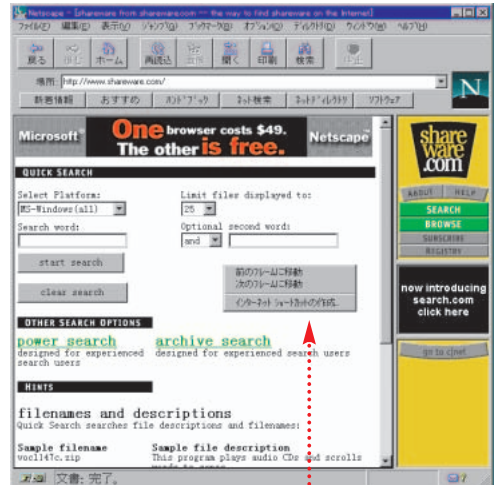 Netscape - [shareware from shareware.com -- the way to find shareware on the Internet]
ファイル(F) 編集(E) 表示(V) ジャンプ(G) ブックマーク(B) オプション(O) ディレクトリ(D) ウィンドウ(W) ヘルプ(H)
戻る ホーム 再読込 開く 印刷 検索
場所: http://www.shareware.com/
新着情報 おすすめ ハンドブック ネット検索 ネットディレクトリ ソフトウェア
N
Microsoft One browser costs $49. Netscape
The other is free.
share
ware
.com
ABOUT HELP
SEARCH
BROWSE
SUBSCRIBE
REGISTRY
now introducing
search.com
click here
go to c|net
QUICK SEARCH
Select Platform: Limit files displayed to:
MS-Windows(all) 25
Search word: Optional second word:
and
start search
clear search
前のフレームに移動
次のフレームに移動
インターネット ショートカットの作成...
OTHER SEARCH OPTIONS
power search archive search
designed for experienced designed for experienced search users
search users
HINTS
filenames and descriptions
Quick Search searches file descriptions and filenames:
Sample filename Sample file description
vocl147c.zip This program plays audio CDs and scrolls
words to songs
文書: 完了。